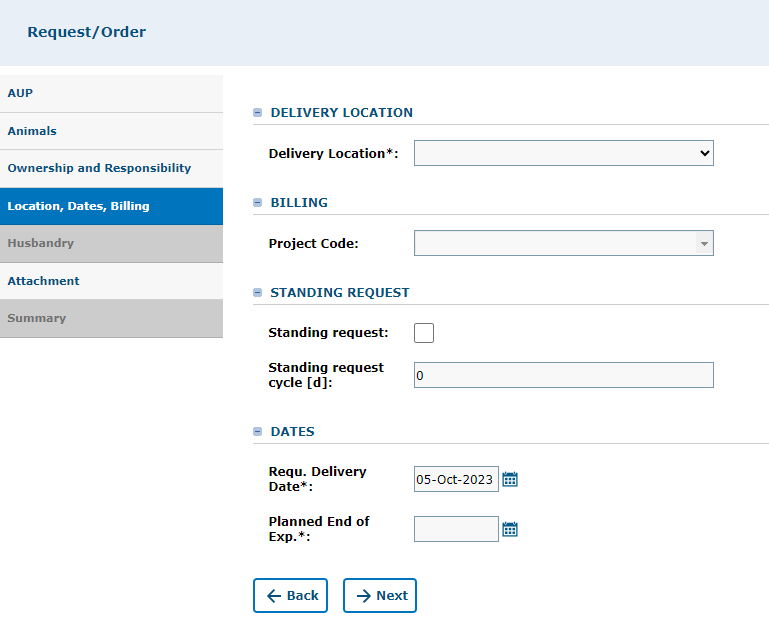 Request/Order
AUP
Animals
Ownership and Responsibility
Location, Dates, Billing
Husbandry
Attachment
Summary
DELIVERY LOCATION
Delivery Location*:
BILLING
Project Code:
STANDING REQUEST
Standing request:
Standing request
cycle [d]:
0
DATES
Requ. Delivery
Date*:
05-Oct-2023
Planned End of
Exp.*:
Back
Next